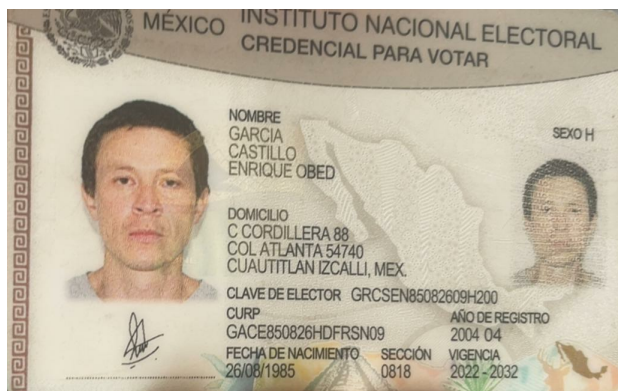 MÉXICO INSTITUTO NACIONAL ELECTORAL
CREDENCIAL PARA VOTAR
NOMBRE
GARCIA
CASTILLO
ENRIQUE OBED
SEXO H
DOMICILIO
C CORDILLERA 88
COL ATLANTA 54740
CUAUTITLAN IZCALLI, MEX.
CLAVE DE ELECTOR GRCSEN85082609H200
CURP AÑO DE REGISTRO
GACE850826HDFRSN09 2004 04
FECHA DE NACIMIENTO SECCIÓN VIGENCIA
26/08/1985 0818 2022 - 2032